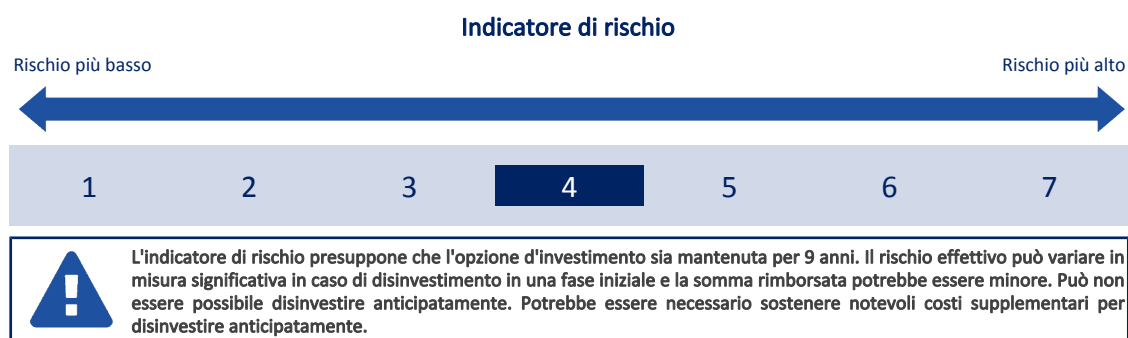 Indicatore di rischio
Rischio più basso
Rischio più alto
1 2 3 4 5 6 7
L'indicatore di rischio presuppone che l'opzione d'investimento sia mantenuta per 9 anni. Il rischio effettivo può variare in
misura significativa in caso di disinvestimento in una fase iniziale e la somma rimborsata potrebbe essere minore. Può non
essere possibile disinvestire anticipatamente. Potrebbe essere necessario sostenere notevoli costi supplementari per
disinvestire anticipatamente.